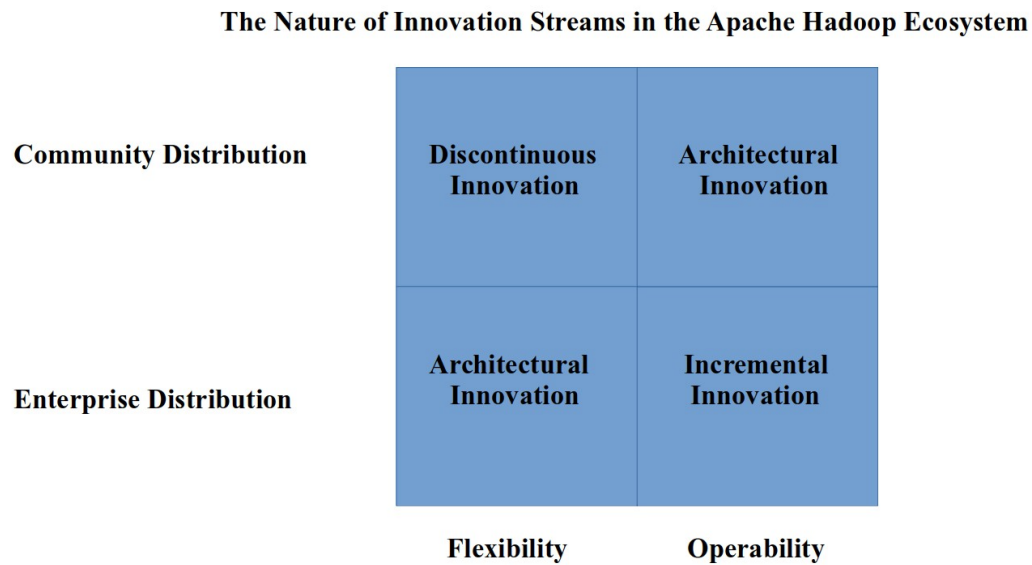 The Nature of Innovation Streams in the Apache Hadoop Ecosystem
Community Distribution
Discontinuous
Innovation
Architectural
Innovation
Enterprise Distribution
Architectural
Innovation
Incremental
Innovation
Flexibility
Operability